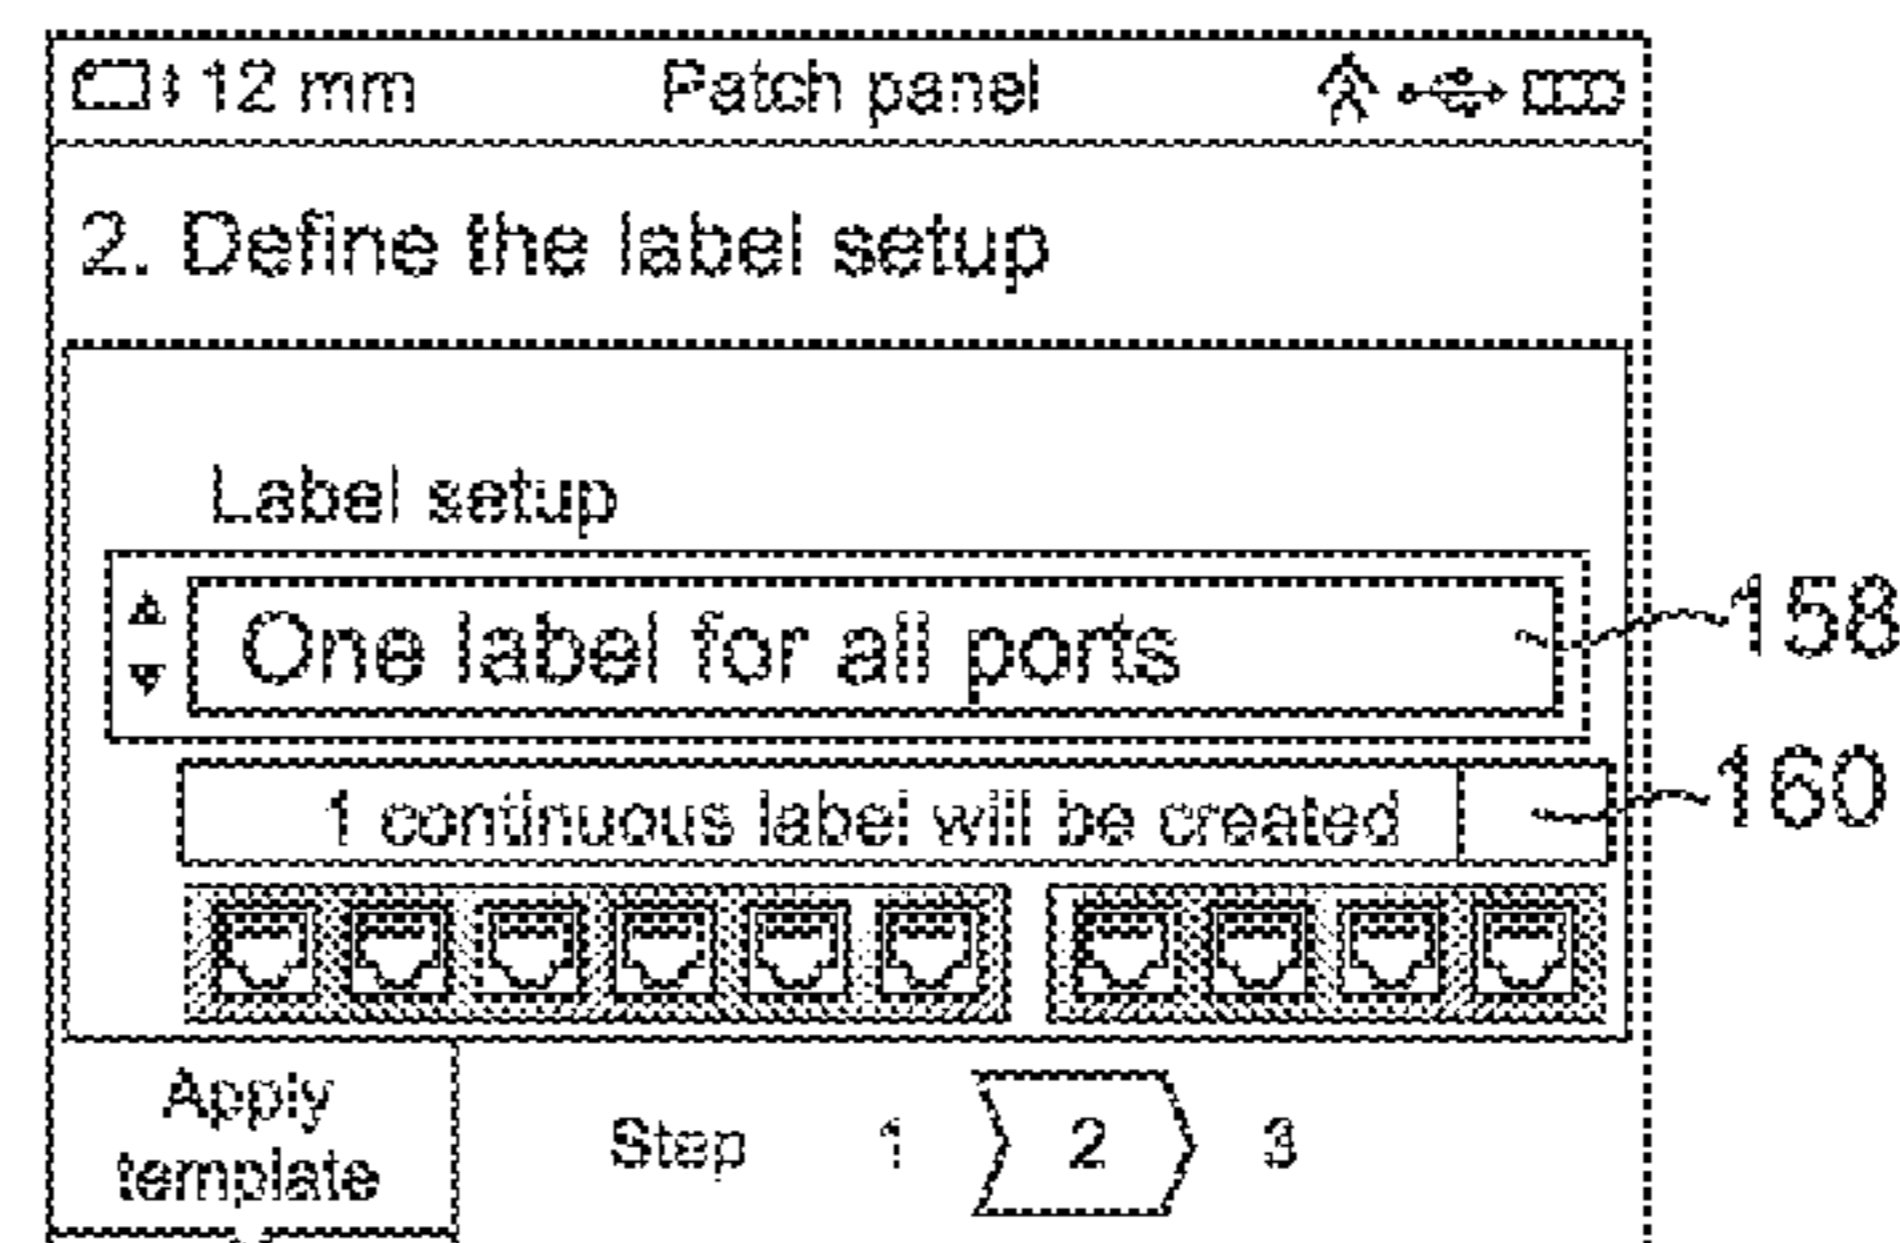 12 mm Patch panel
2. Define the label setup
Label setup
One label for all ports
158
1 continuous label will be created
160
Apply
template
Step 1 2 3